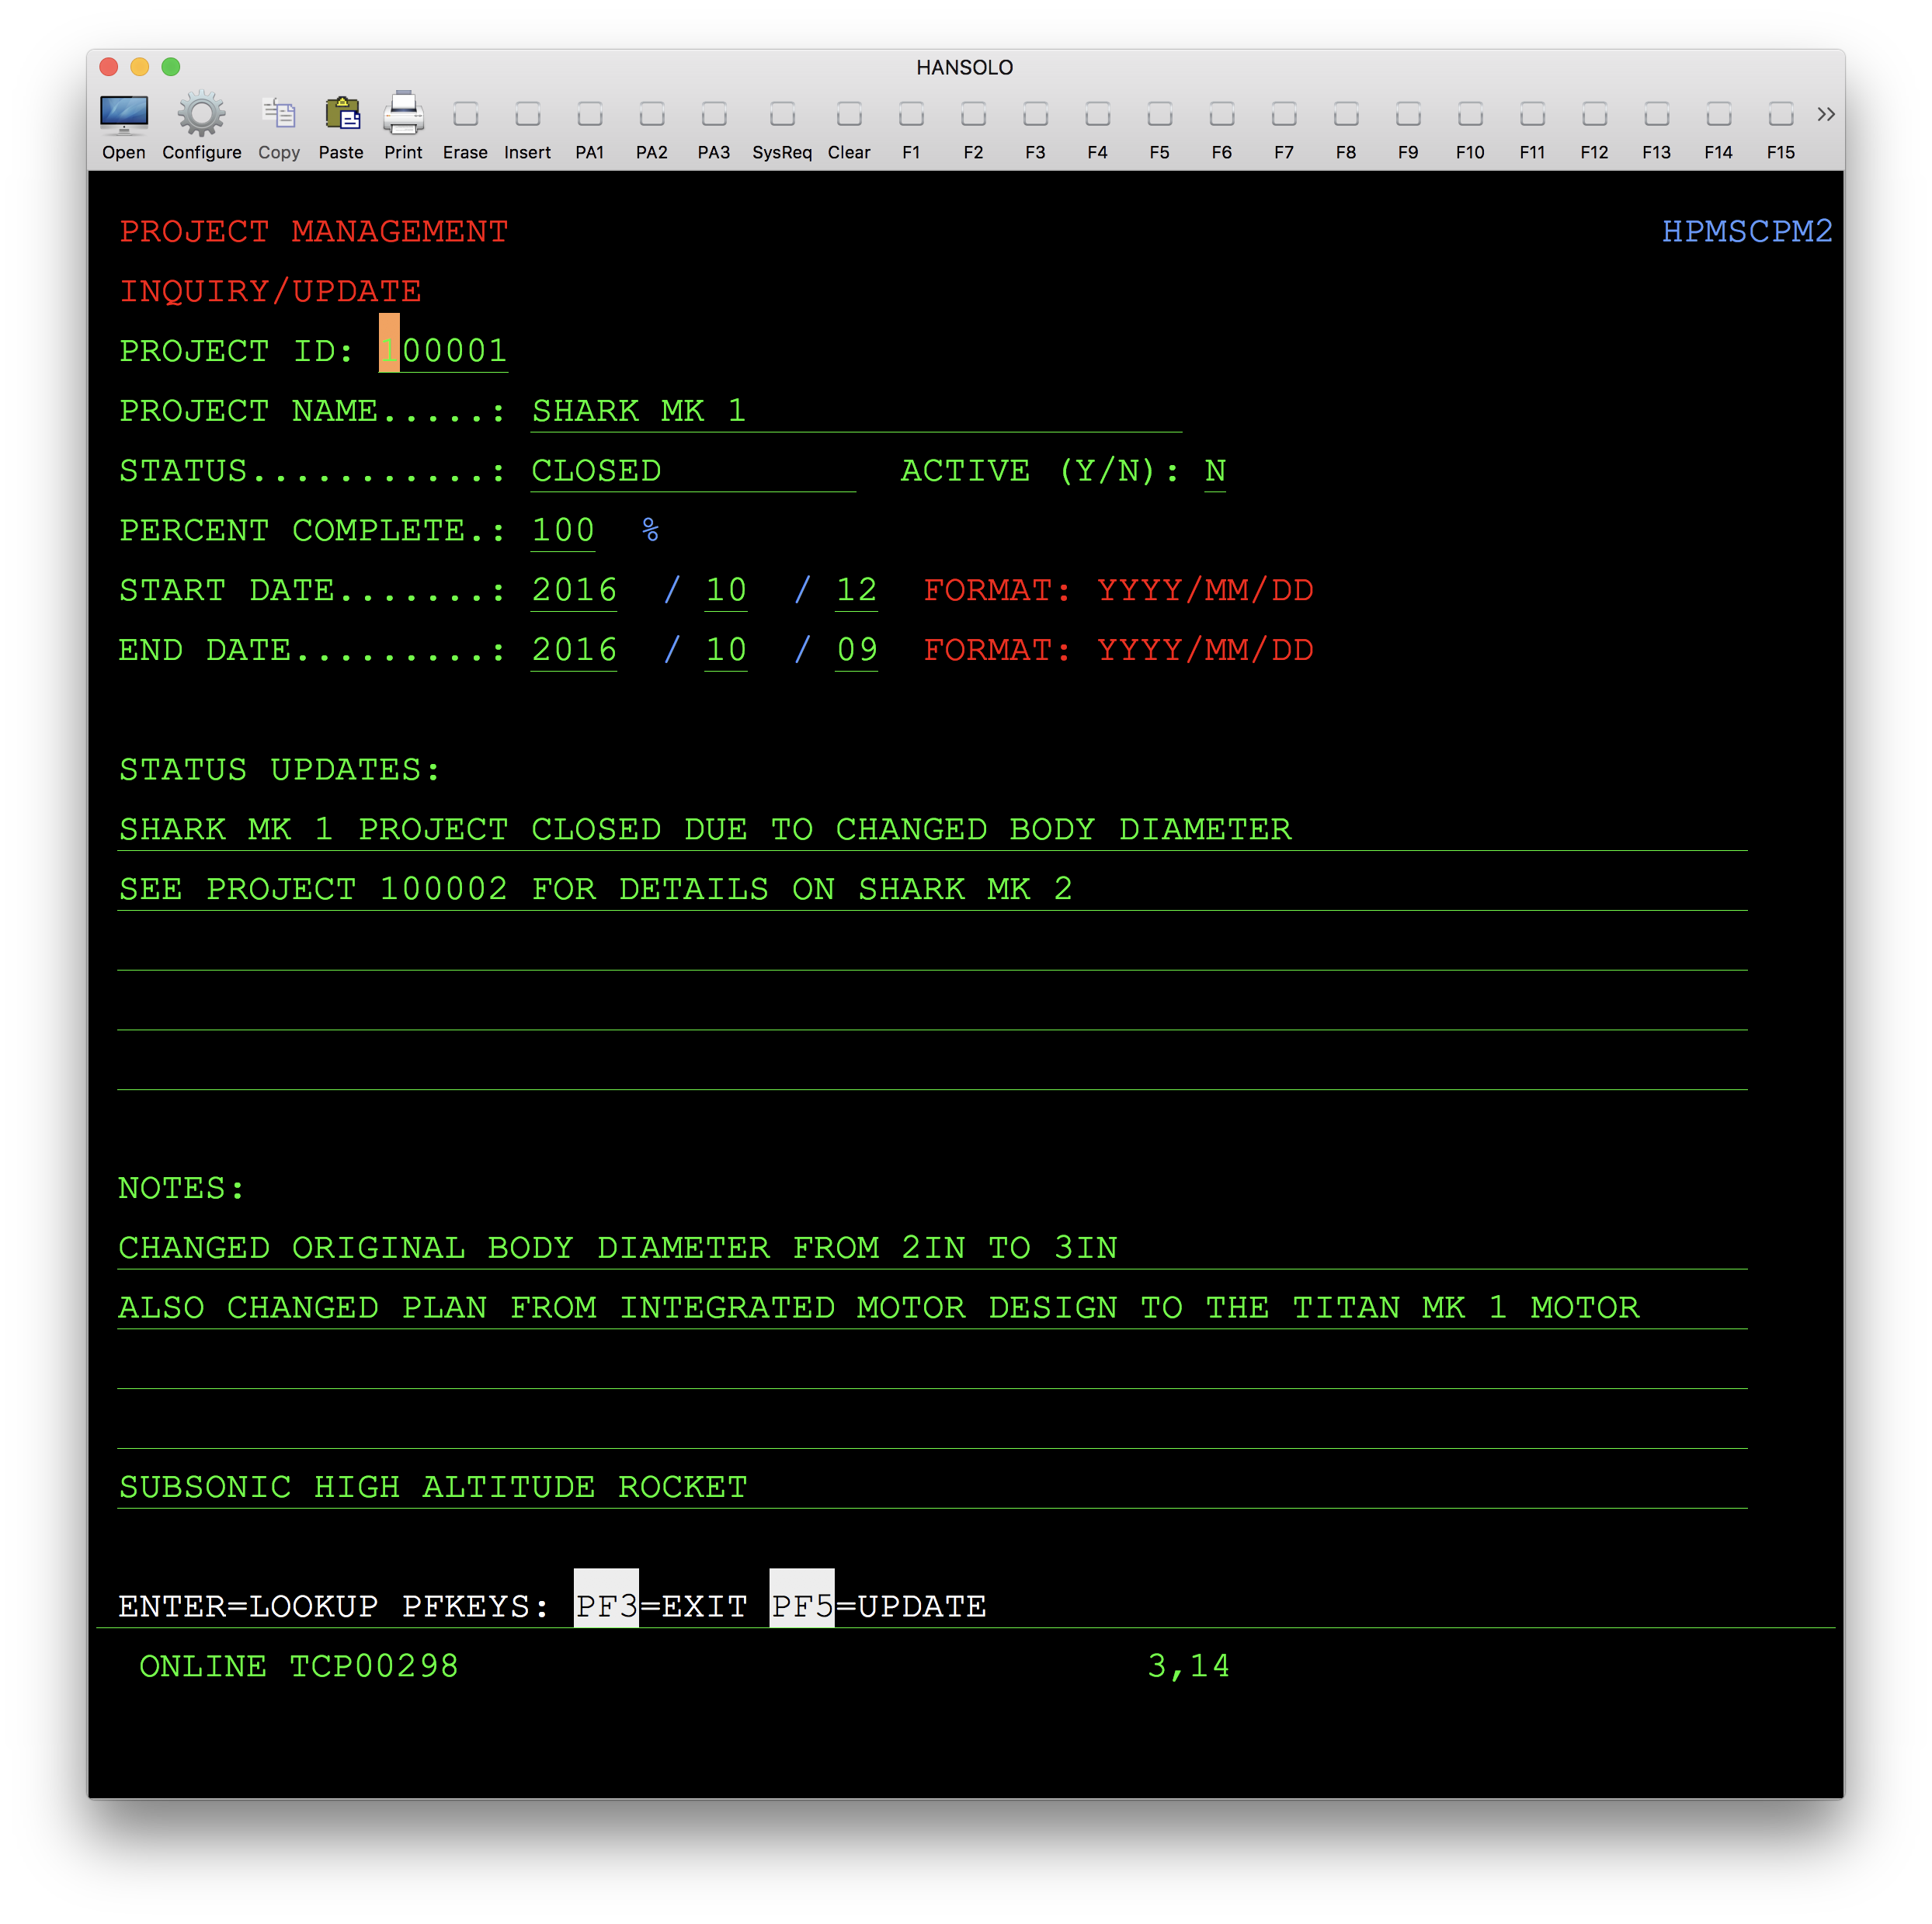 HANSOLO
Open Configure Copy Paste Print Erase Insert PA1 PA2 PA3 SysReq Clear F1 F2 F3 F4 F5 F6 F7 F8 F9 F10 F11 F12 F13 F14 F15
PROJECT MANAGEMENT HPMSCPM2
INQUIRY/UPDATE
PROJECT ID: 100001
PROJECT NAME.....: SHARK MK 1
STATUS...........: CLOSED ACTIVE (Y/N): N
PERCENT COMPLETE.: 100 %
START DATE.......: 2016 / 10 / 12 FORMAT: YYYY/MM/DD
END DATE.........: 2016 / 10 / 09 FORMAT: YYYY/MM/DD
STATUS UPDATES:
SHARK MK 1 PROJECT CLOSED DUE TO CHANGED BODY DIAMETER
SEE PROJECT 100002 FOR DETAILS ON SHARK MK 2
NOTES:
CHANGED ORIGINAL BODY DIAMETER FROM 2IN TO 3IN
ALSO CHANGED PLAN FROM INTEGRATED MOTOR DESIGN TO THE TITAN MK 1 MOTOR
SUBSONIC HIGH ALTITUDE ROCKET
ENTER=LOOKUP PFKEYS: PF3=EXIT PF5=UPDATE
ONLINE TCP00298 3,14